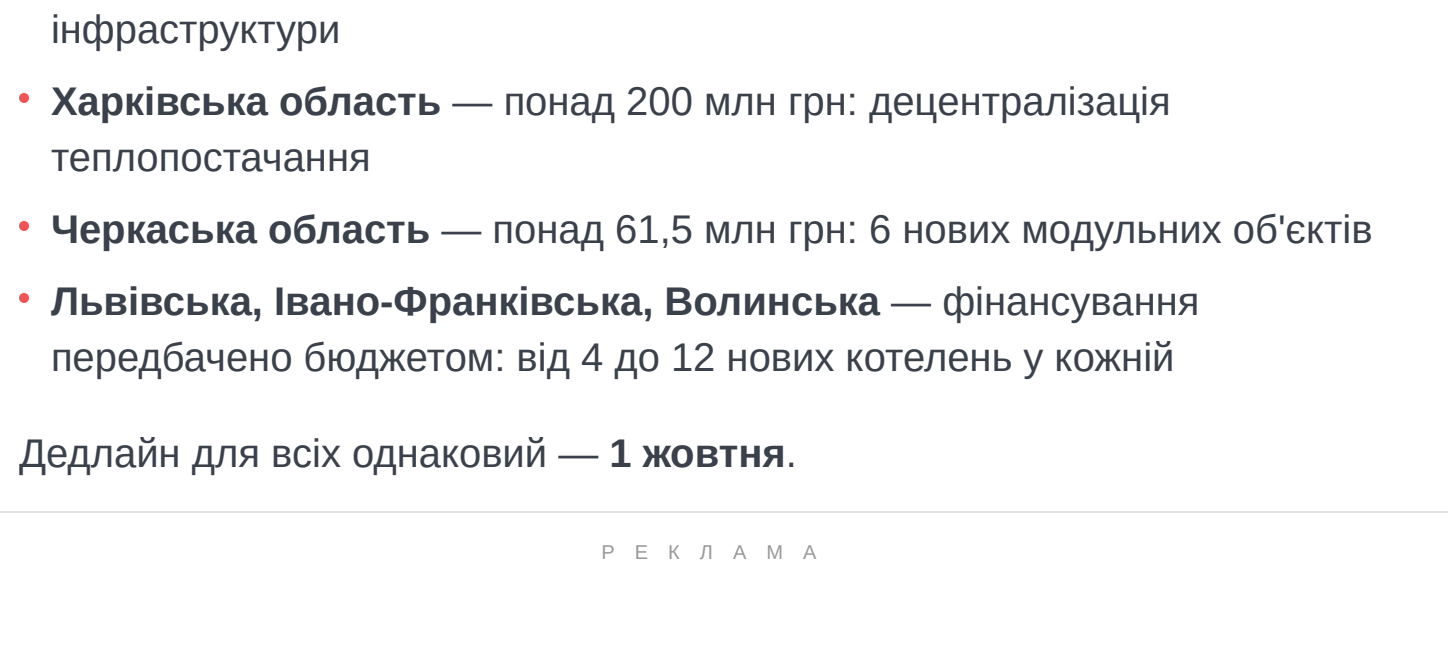 інфраструктури
• Харківська область — понад 200 млн грн: децентралізація
теплопостачання
• Черкаська область — понад 61,5 млн грн: 6 нових модульних об'єктів
• Львівська, Івано-Франківська, Волинська — фінансування
передбачено бюджетом: від 4 до 12 нових котелень у кожній
Дедлайн для всіх однаковий — 1 жовтня.
РЕКЛАМА